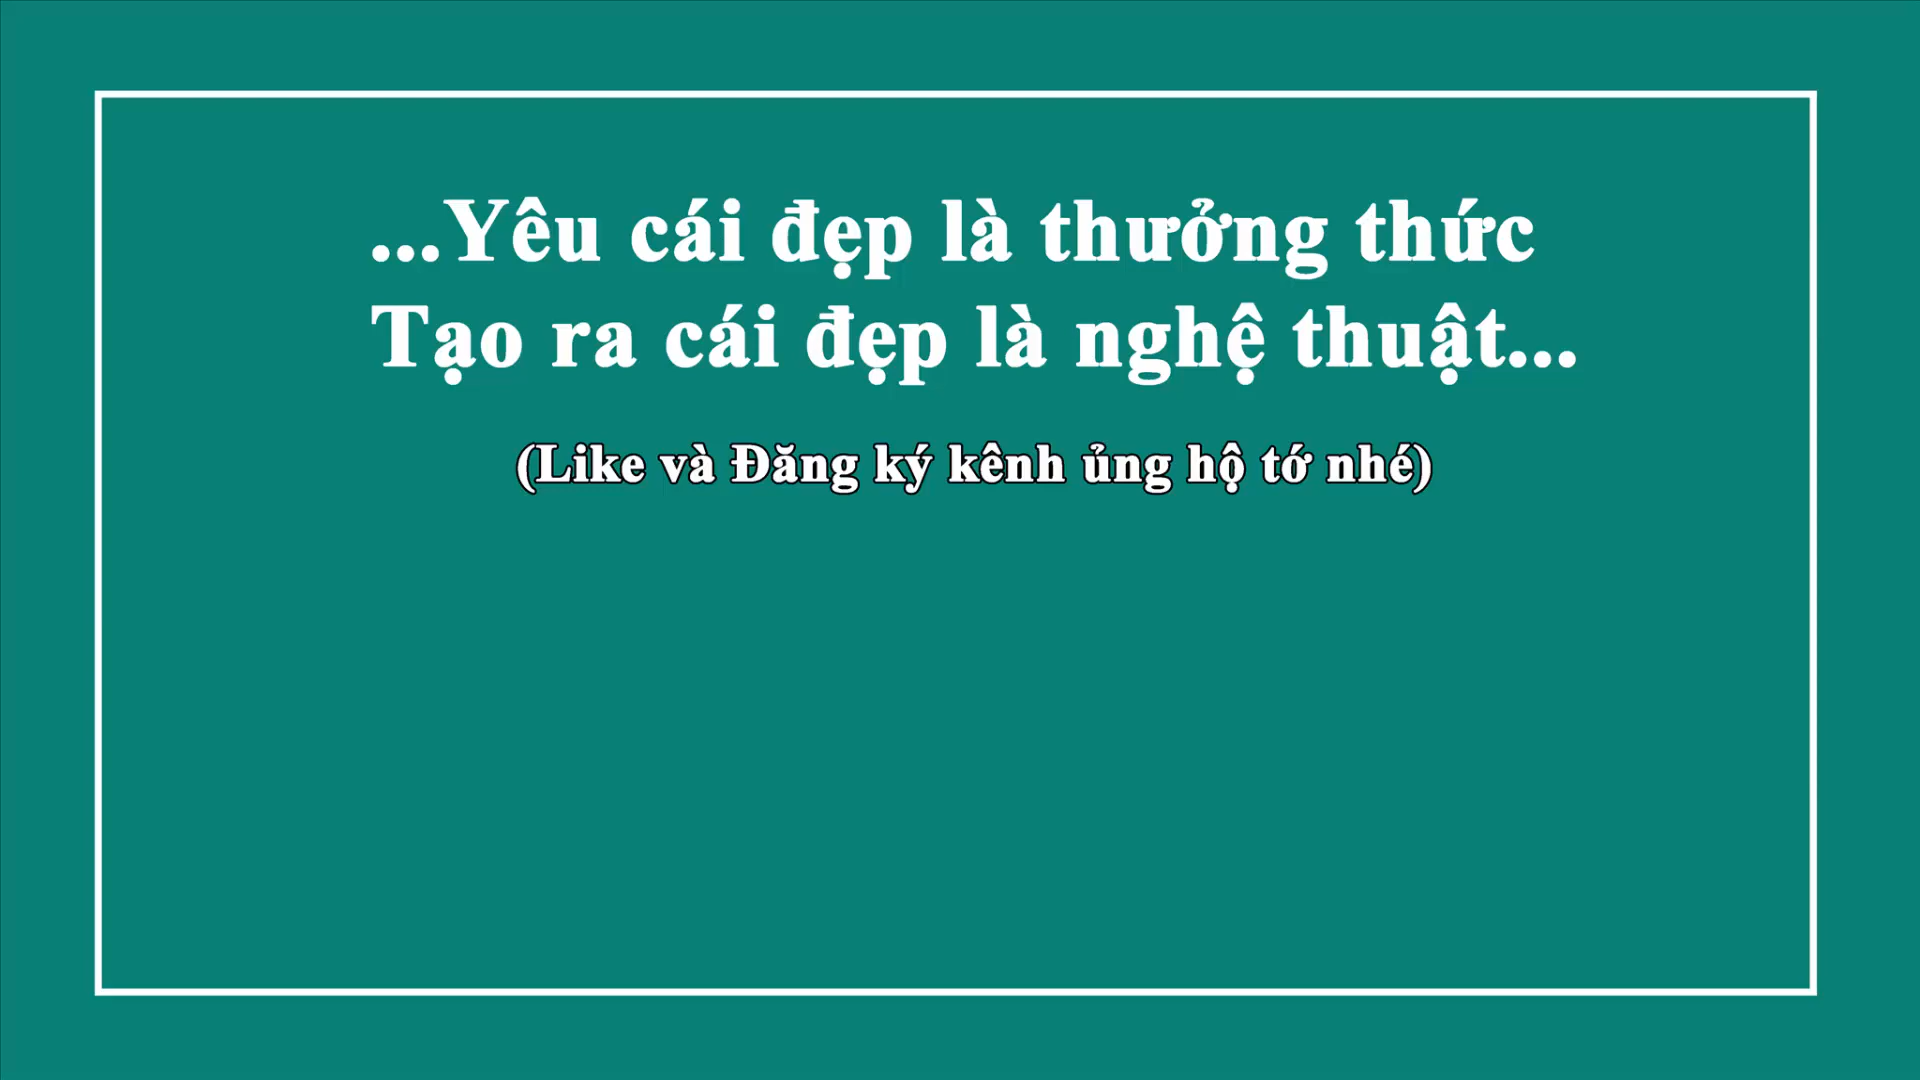 ...Yêu cái đẹp là thưởng thức
Tạo ra cái đẹp là nghệ thuật...
(Like và Đăng ký kênh ủng hộ tớ nhé)